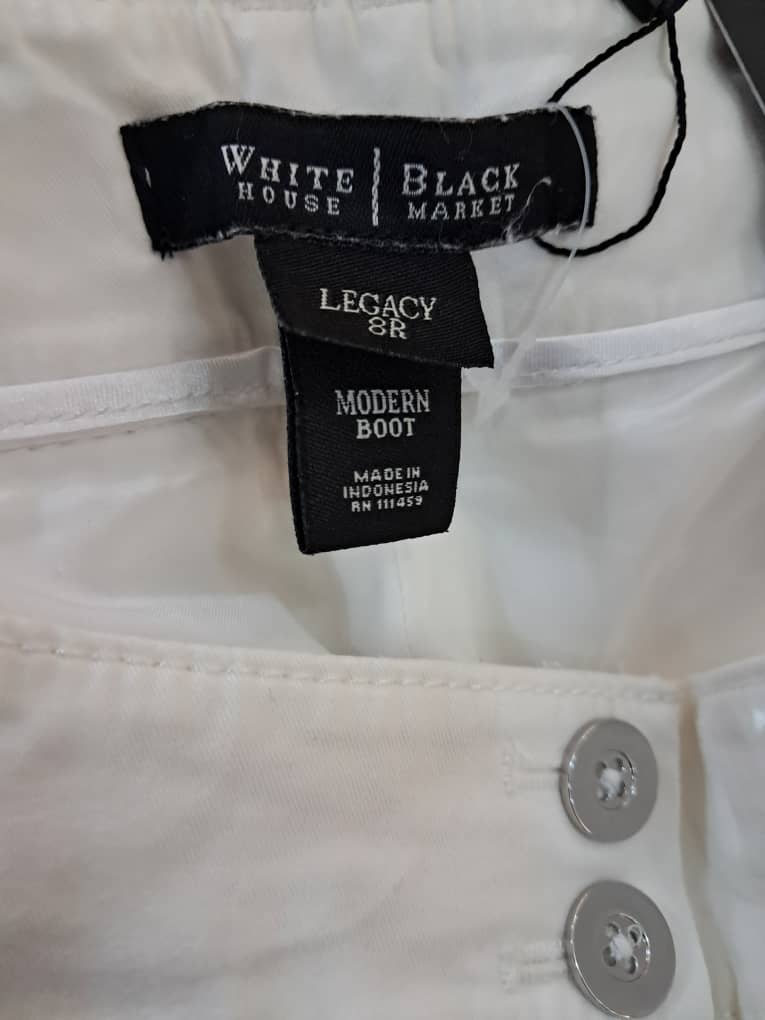 WHITE HOUSE | BLACK MARKET
LEGACY
8R
MODERN
BOOT
MADE IN
INDONESIA
RN 111459